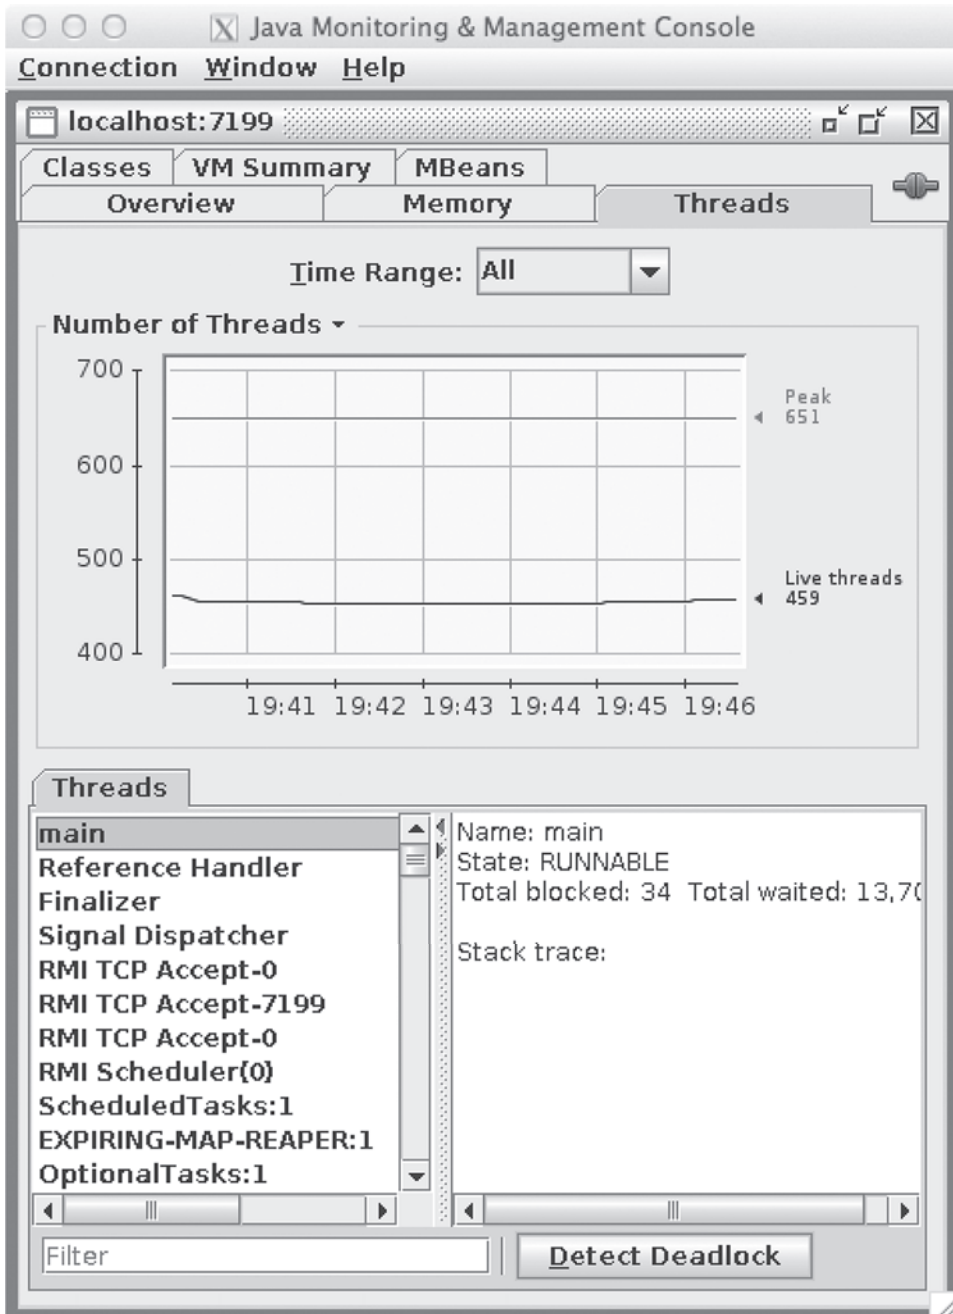 Java Monitoring & Management Console
Connection Window Help
localhost:7199
Classes VM Summary MBeans
Overview Memory Threads
Time Range: All
Number of Threads
700
Peak
651
600
500
Live threads
459
400
19:41 19:42 19:43 19:44 19:45 19:46
Threads
main
Reference Handler
Finalizer
Signal Dispatcher
RMI TCP Accept-0
RMI TCP Accept-7199
RMI TCP Accept-0
RMI Scheduler(0)
ScheduledTasks:1
EXPIRING-MAP-REAPER:1
OptionalTasks:1
Name: main
State: RUNNABLE
Total blocked: 34 Total waited: 13,70
Stack trace:
Filter
Detect Deadlock